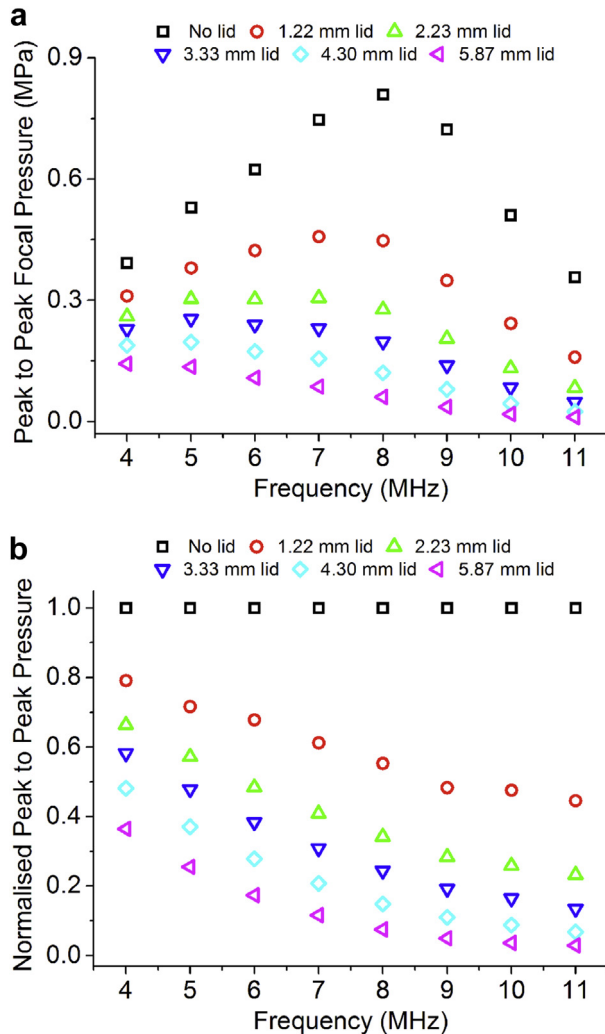 a
No lid 1.22 mm lid 2.23 mm lid
3.33 mm lid 4.30 mm lid 5.87 mm lid
Peak to Peak Focal Pressure (MPa)
0.9
0.6
0.3
0.0
4 5 6 7 8 9 10 11
Frequency (MHz)
b
No lid 1.22 mm lid 2.23 mm lid
3.33 mm lid 4.30 mm lid 5.87 mm lid
Normalised Peak to Peak Pressure
1.0
0.8
0.6
0.4
0.2
0.0
4 5 6 7 8 9 10 11
Frequency (MHz)